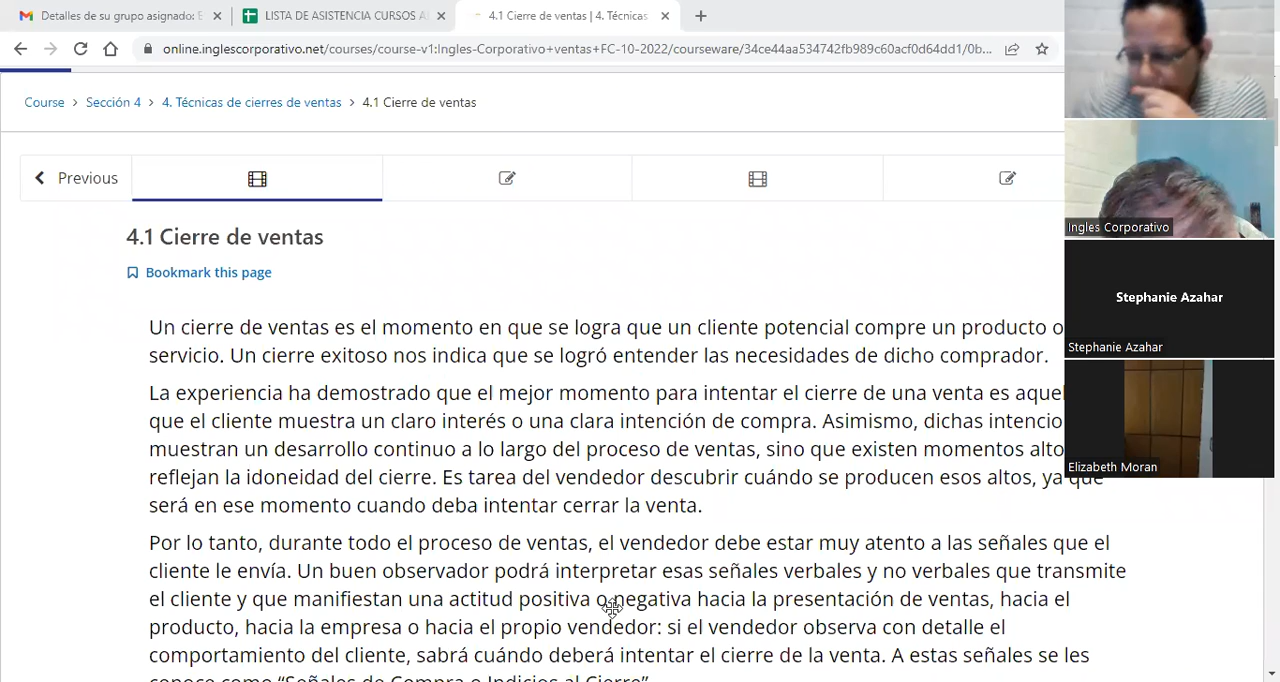 Detalles de su grupo asignado: E
LISTA DE ASISTENCIA CURSOS A
4.1 Cierre de ventas | 4. Técnicas
online.inglescorporativo.net/courses/course-v1:Ingles-Corporativo+ventas+FC-10-2022/courseware/34ce44aa534742fb989c60acf0d64dd1/0b...
Course > Sección 4 > 4. Técnicas de cierres de ventas > 4.1 Cierre de ventas
Previous
4.1 Cierre de ventas
Bookmark this page
Un cierre de ventas es el momento en que se logra que un cliente potencial compre un producto o
servicio. Un cierre exitoso nos indica que se logró entender las necesidades de dicho comprador.
La experiencia ha demostrado que el mejor momento para intentar el cierre de una venta es aquel
que el cliente muestra un claro interés o una clara intención de compra. Asimismo, dichas intencio
muestran un desarrollo continuo a lo largo del proceso de ventas, sino que existen momentos alto
reflejan la idoneidad del cierre. Es tarea del vendedor descubrir cuándo se producen esos altos, ya que
será en ese momento cuando deba intentar cerrar la venta.
Por lo tanto, durante todo el proceso de ventas, el vendedor debe estar muy atento a las señales que el
cliente le envía. Un buen observador podrá interpretar esas señales verbales y no verbales que transmite
el cliente y que manifiestan una actitud positiva o negativa hacia la presentación de ventas, hacia el
producto, hacia la empresa o hacia el propio vendedor: si el vendedor observa con detalle el
comportamiento del cliente, sabrá cuándo deberá intentar el cierre de la venta. A estas señales se les
conoce como "Señales de Compra o Indicios al Cierre"
Ingles Corporativo
Stephanie Azahar
Stephanie Azahar
Elizabeth Moran